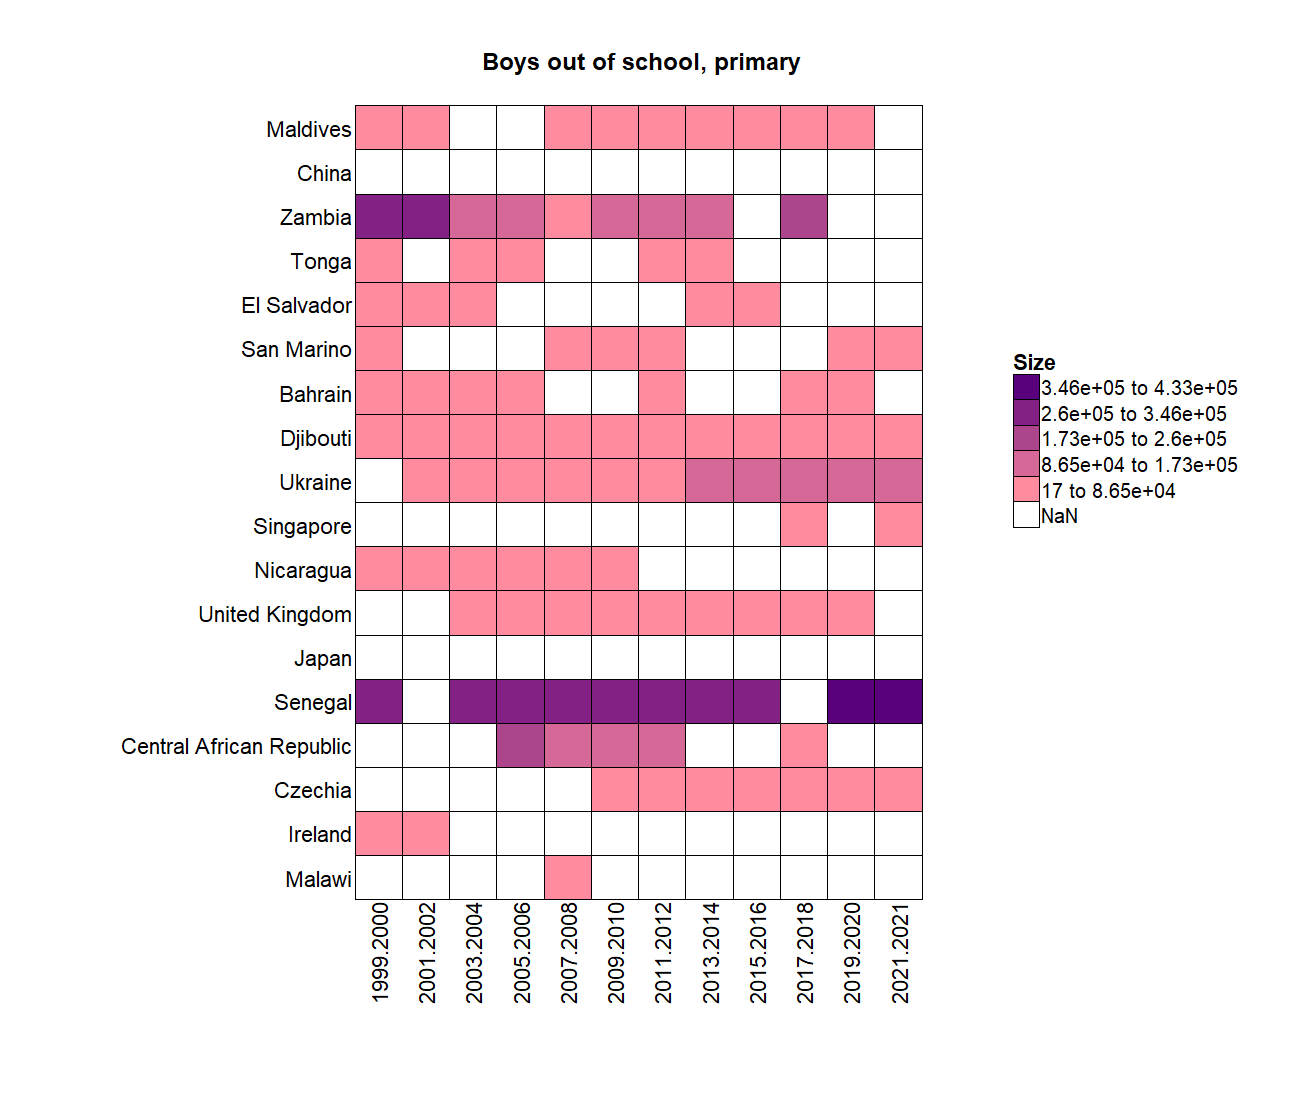 Boys out of school, primary
Maldives
China
Zambia
Tonga
El Salvador
San Marino
Bahrain
Djibouti
Ukraine
Singapore
Nicaragua
United Kingdom
Japan
Senegal
Central African Republic
Czechia
Ireland
Malawi
1999.2000
2001.2002
2003.2004
2005.2006
2007.2008
2009.2010
2011.2012
2013.2014
2015.2016
2017.2018
2019.2020
2021.2021
Size
3.46e+05 to 4.33e+05
2.6e+05 to 3.46e+05
1.73e+05 to 2.6e+05
8.65e+04 to 1.73e+05
17 to 8.65e+04
NaN